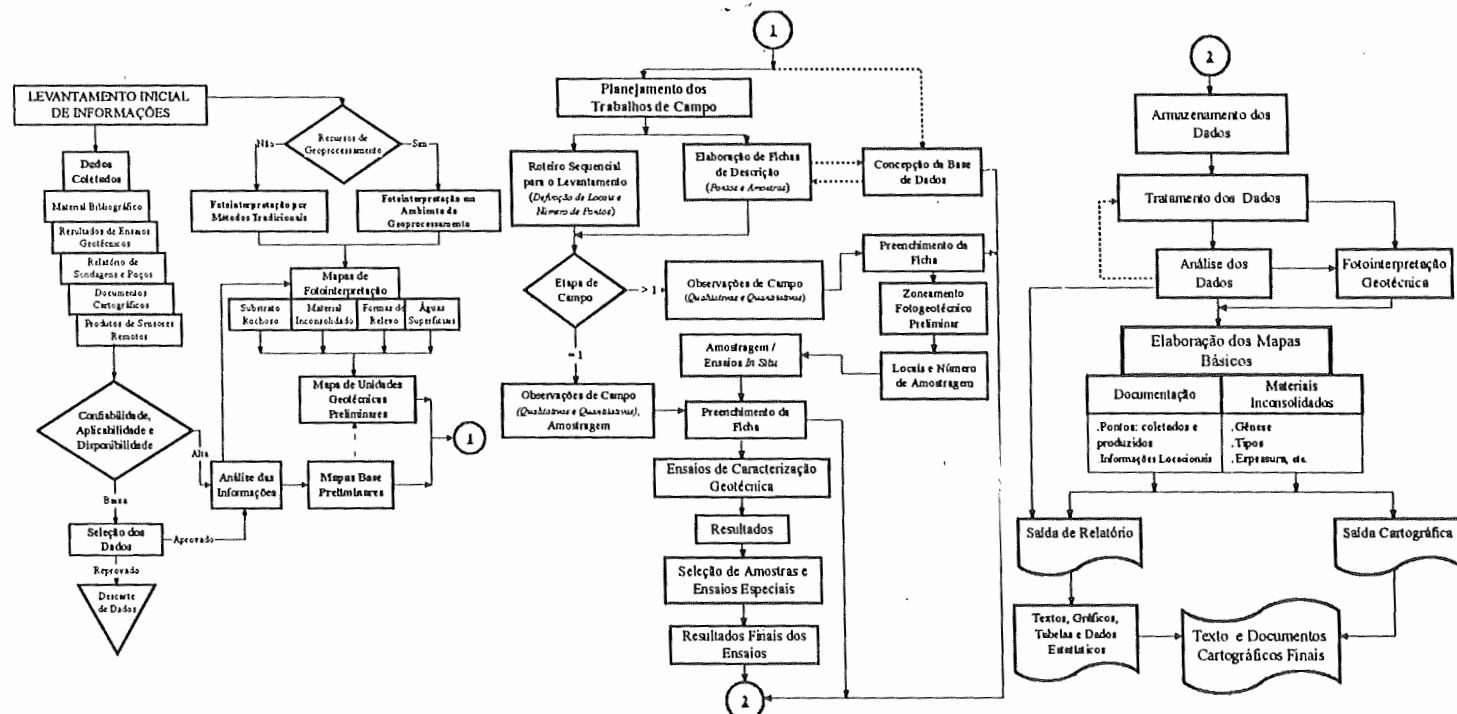 LEVANTAMENTO INICIAL
DE INFORMAÇÕES
Dados
Coletados
Material Bibliográfico
Resultados de Ensaios
Geotécnicos
Relatório de
Sondagens e Poços
Documentos
Cartográficos
Produtos de Sensores
Remotos
Confiabilidade,
Aplicabilidade e
Disponibilidade
Alta
Baixa
Seleção dos
Dados
Aprovado
Reprovado
Descarte
de Dados
Recursos de
Geoprocessamento
Não
Sim
Fotointerpretação por
Métodos Tradicionais
Fotointerpretação em
Ambiente de
Geoprocessamento
Mapas de
Fotointerpretação
Substrato
Rochoso
Material
Inconsolidado
Formas de
Relevo
Águas
Superficiais
Mapa de Unidades
Geotécnicas
Preliminares
Análise das
Informações
Mapas Base
Preliminares
1
1
Planejamento dos
Trabalhos de Campo
Roteiro Sequencial
para o Levantamento
(Definição de Locais e
Número de Pontos)
Elaboração de Fichas
de Descrição
(Pontos e Amostras)
Concepção da Base
de Dados
Etapa de
Campo
> 1
= 1
Observações de Campo
(Qualitativas e Quantitativas)
Preenchimento da
Ficha
Zoneamento
Fotogeotécnico
Preliminar
Locais e Número
de Amostragem
Amostragem /
Ensaios In Situ
Observações de Campo
(Qualitativas e Quantitativas),
Amostragem
Preenchimento da
Ficha
Ensaios de Caracterização
Geotécnica
Resultados
Seleção de Amostras e
Ensaios Especiais
Resultados Finais dos
Ensaios
2
2
Armazenamento dos
Dados
Tratamento dos Dados
Análise dos
Dados
Fotointerpretação
Geotécnica
Elaboração dos Mapas
Básicos
Documentação
.Pontos: coletados e
produzidos
.Informações Locacionais
Materiais
Inconsolidados
.Gênese
.Tipos
.Espessura, etc.
Saída de Relatório
Saída Cartográfica
Textos, Gráficos,
Tabelas e Dados
Estatísticos
Texto e Documentos
Cartográficos Finais